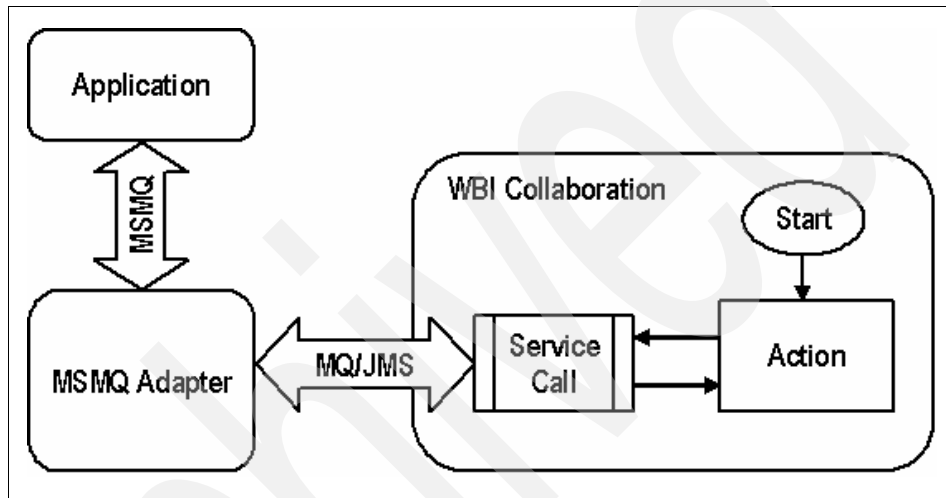 Application
MSMQ
MSMQ Adapter
MQ/JMS
WBI Collaboration
Start
Service
Call
Action